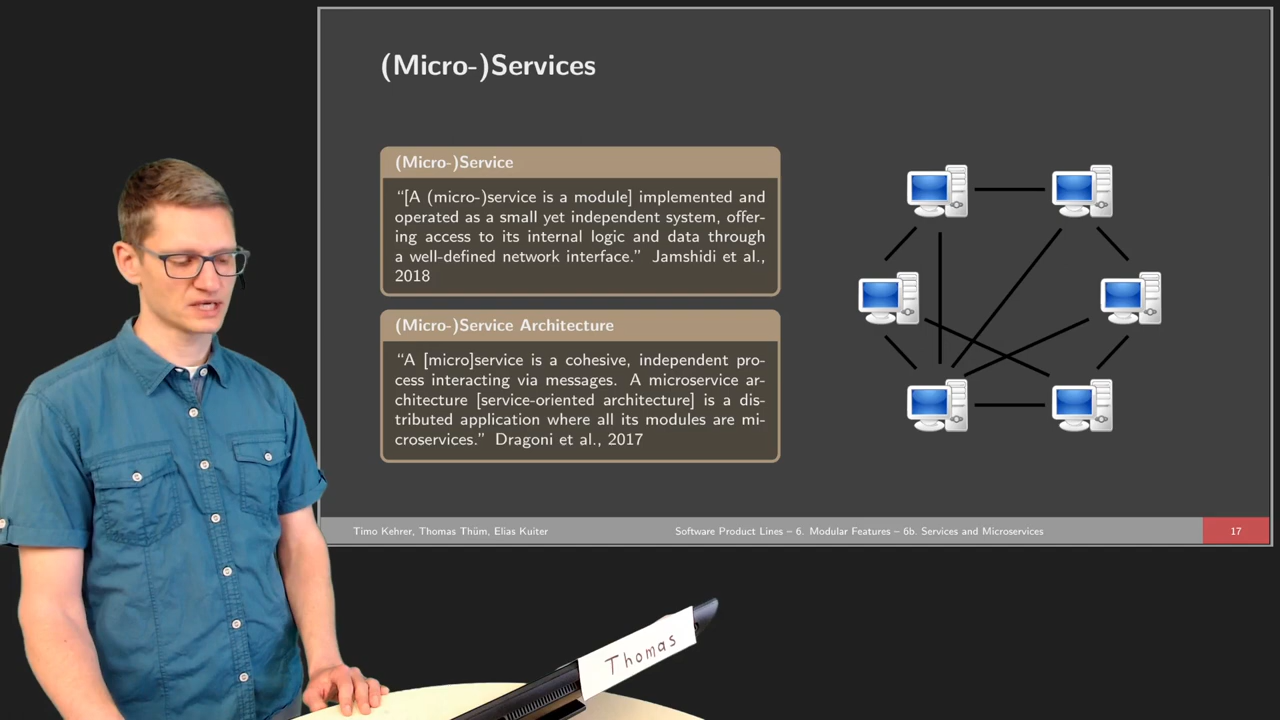 (Micro-)Services
(Micro-)Service
“[A (micro-)service is a module] implemented and
operated as a small yet independent system, offer-
ing access to its internal logic and data through
a well-defined network interface.” Jamshidi et al.,
2018
(Micro-)Service Architecture
“A [micro]service is a cohesive, independent pro-
cess interacting via messages. A microservice ar-
chitecture [service-oriented architecture] is a dis-
tributed application where all its modules are mi-
croservices.” Dragoni et al., 2017
Timo Kehrer, Thomas Thüm, Elias Kuiter
Software Product Lines – 6. Modular Features – 6b. Services and Microservices
17
Thomas